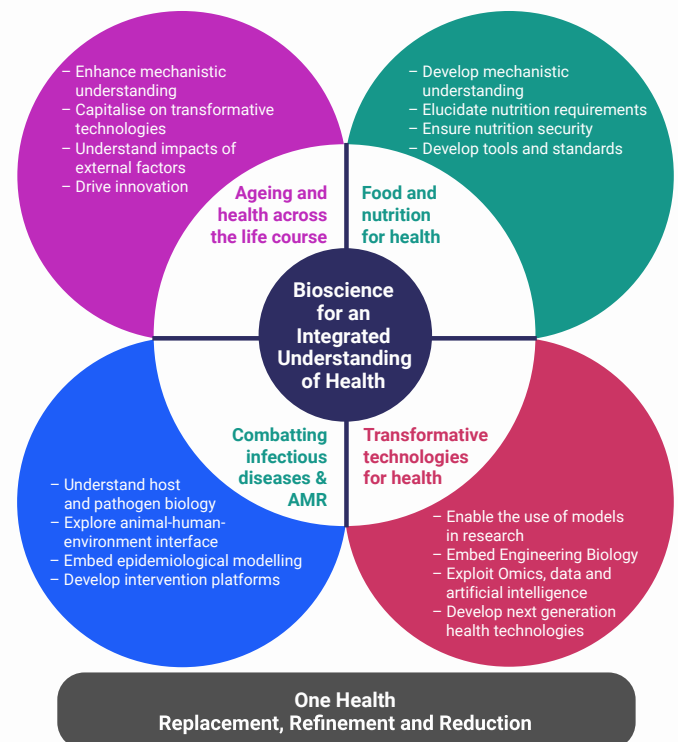 – Enhance mechanistic
understanding
– Capitalise on transformative
technologies
– Understand impacts of
external factors
– Drive innovation
Ageing and
health across
the life course
– Develop mechanistic
understanding
– Elucidate nutrition requirements
– Ensure nutrition security
– Develop tools and standards
Food and
nutrition
for health
Bioscience
for an
Integrated
Understanding
of Health
Combatting
infectious
diseases &
AMR
– Understand host
and pathogen biology
– Explore animal-human-
environment interface
– Embed epidemiological modelling
– Develop intervention platforms
Transformative
technologies
for health
– Enable the use of models
in research
– Embed Engineering Biology
– Exploit Omics, data and
artificial intelligence
– Develop next generation
health technologies
One Health
Replacement, Refinement and Reduction